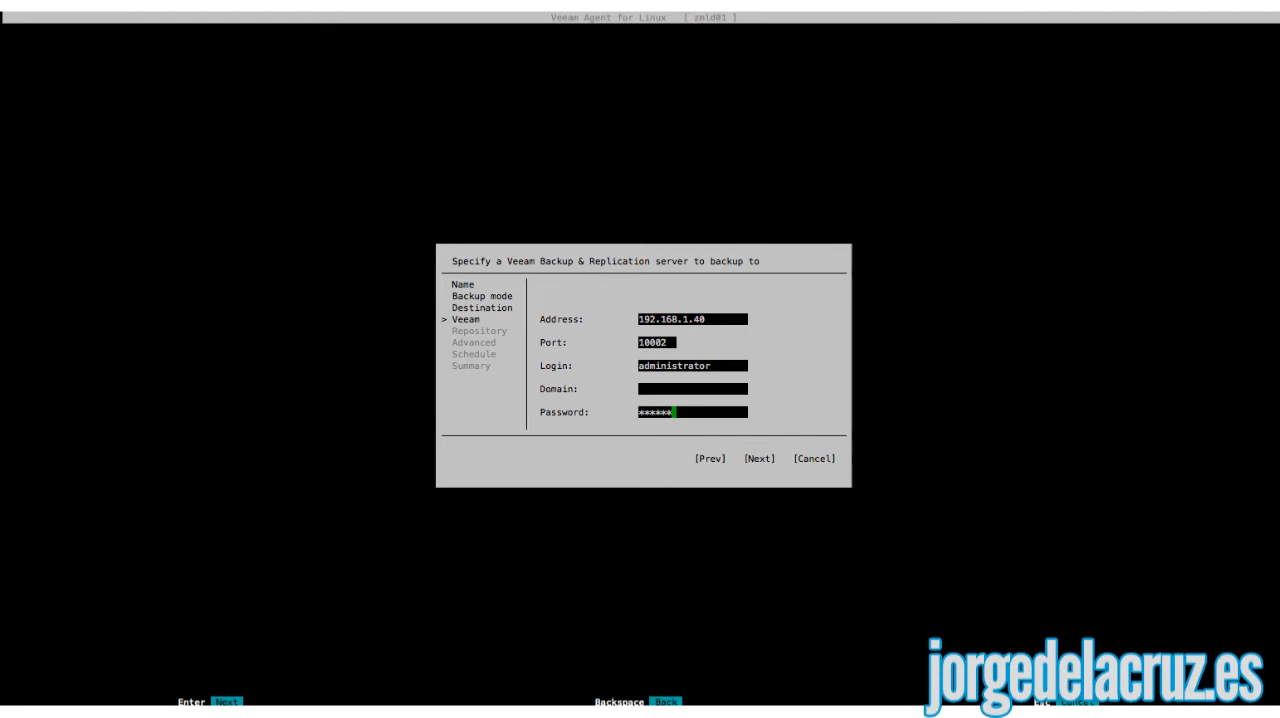 Veeam Agent for Linux [ zmld01 ]
Specify a Veeam Backup & Replication server to backup to
Name
Backup mode
Destination
> Veeam
Repository
Advanced
Schedule
Summary
Address: 192.168.1.40
Port: 10002
Login: administrator
Domain:
Password: ******
[Prev] [Next] [Cancel]
jorgedelacruz.es
Enter Next Backspace Back Esc Cancel